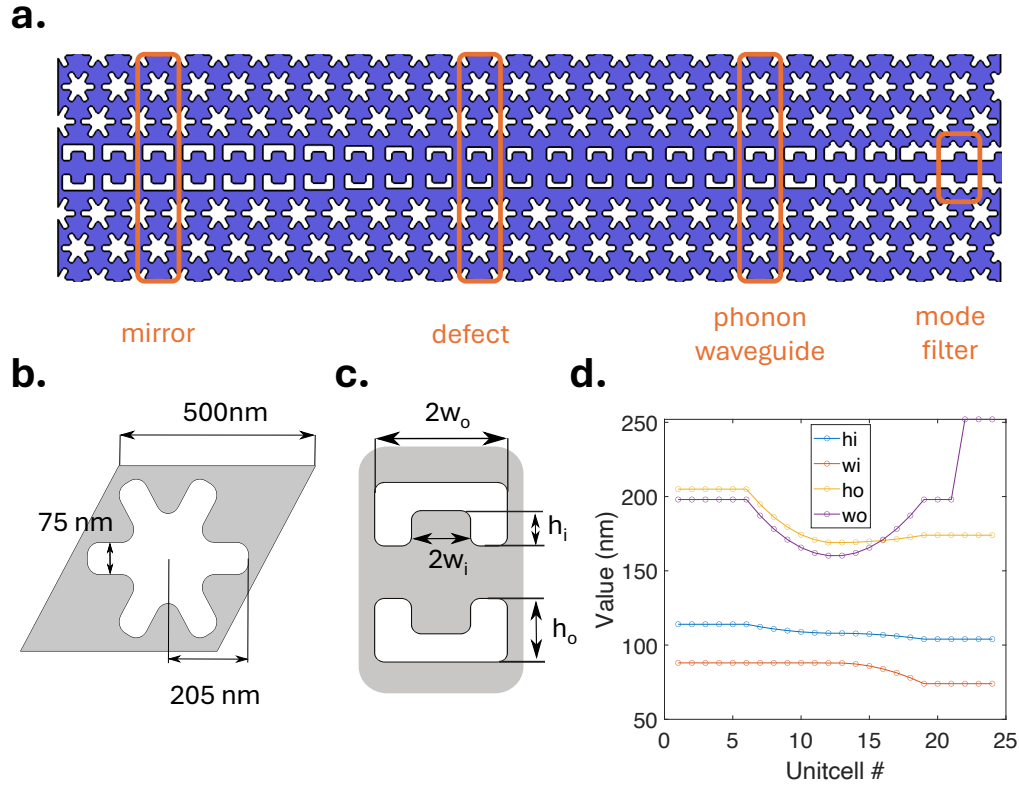 a.
mirror
defect
phonon
waveguide
mode
filter
b.
500nm
75 nm
205 nm
c.
2wₒ
hᵢ
2wᵢ
hₒ
d.
250
200
150
100
50
0
5
10
15
20
25
Value (nm)
Unitcell #
hi
wi
ho
wo